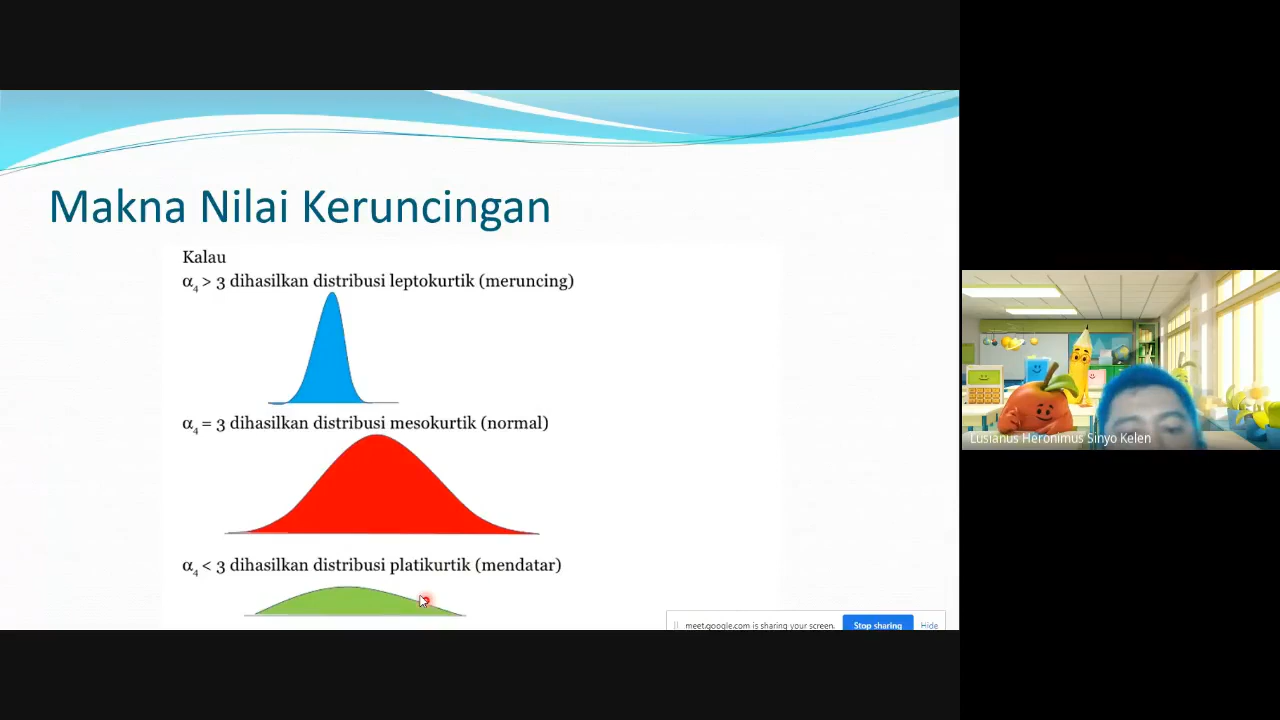 Makna Nilai Keruncingan
Kalau
α4 > 3 dihasilkan distribusi leptokurtik (meruncing)
α4 = 3 dihasilkan distribusi mesokurtik (normal)
α4 < 3 dihasilkan distribusi platikurtik (mendatar)
meet.google.com is sharing your screen. Stop sharing Hide
Lusianus Heronimus Sinyo Kelen